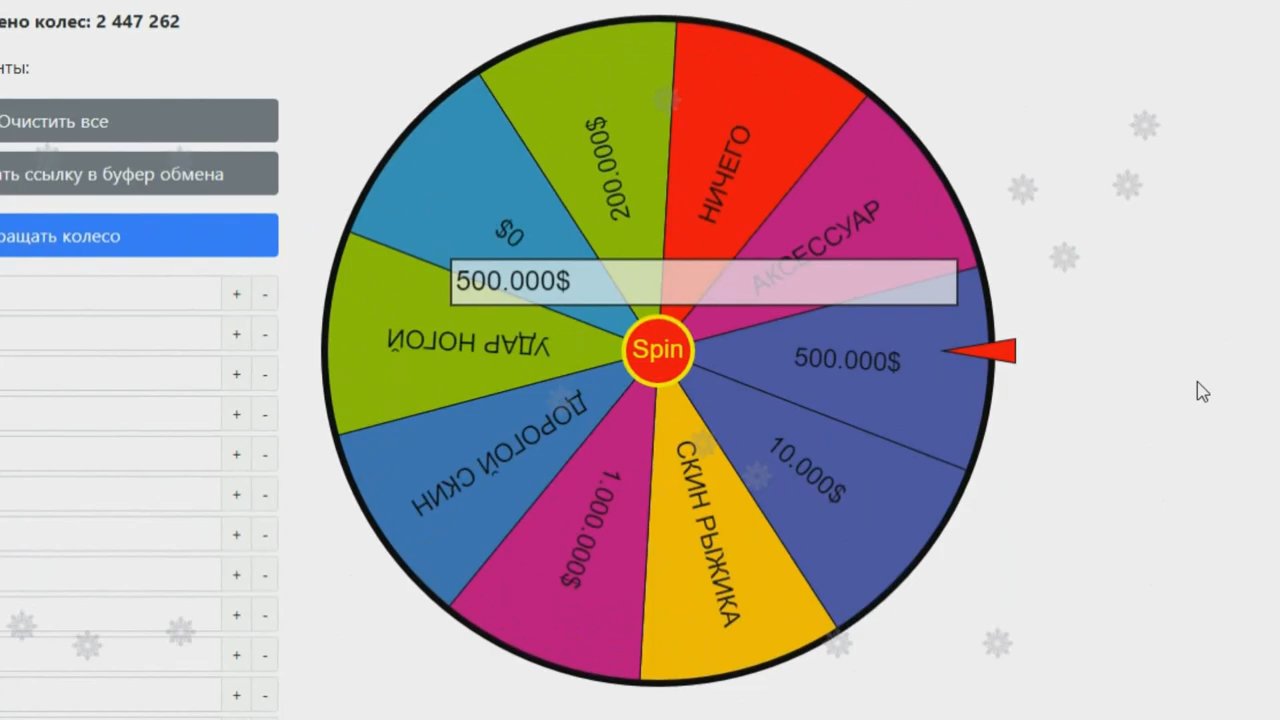 ено колес: 2 447 262
нты:
Очистить все
ть ссылку в буфер обмена
ращать колесо
+ -
+ -
+ -
+ -
+ -
+ -
+ -
+ -
+ -
+ -
+ -
200.000$
НИЧЕГО
АКСЕССУАР
500.000$
10.000$
СКИН РЫЖИКА
1.000.000$
ДОРОГОЙ СКИН
УДАР НОГОЙ
0$
500.000$
Spin